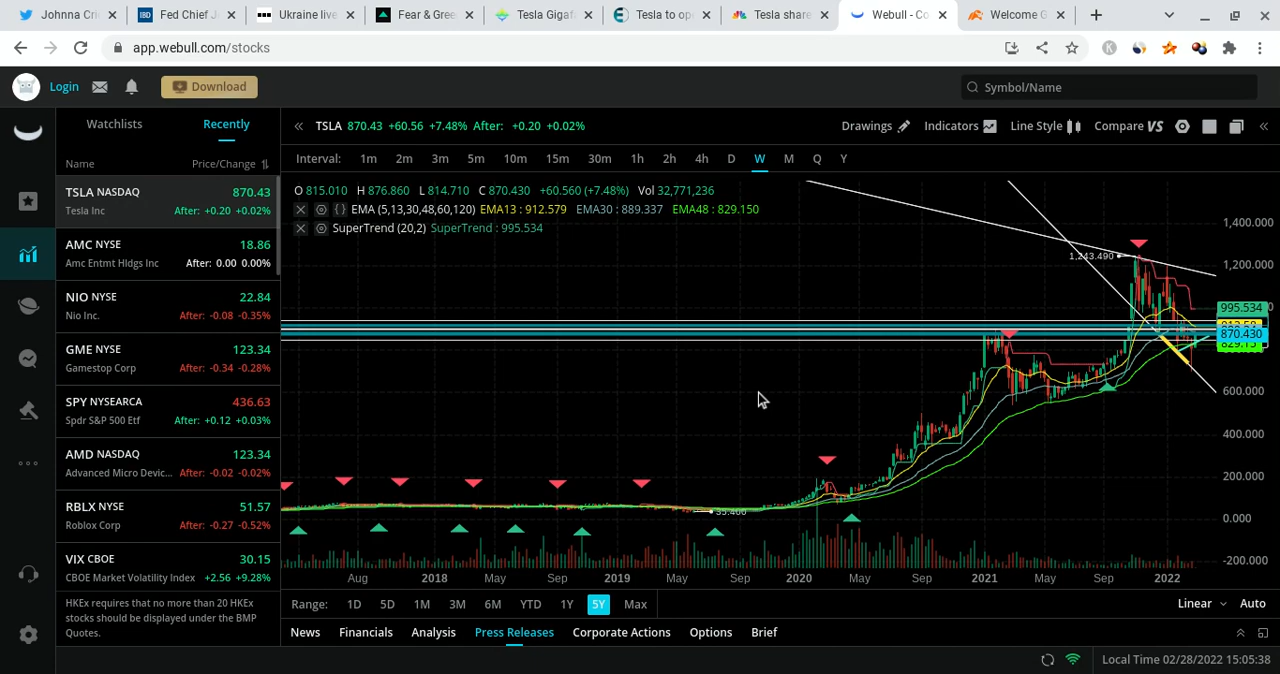 Johnna Cri
Fed Chief J
Ukraine live
Fear & Gree
Tesla Gigaf
Tesla to op
Tesla share
Webull - Co
Welcome G
app.webull.com/stocks
Login
Download
Symbol/Name
Watchlists
Recently
Name Price/Change
TSLA NASDAQ 870.43
Tesla Inc After: +0.20 +0.02%
AMC NYSE 18.86
Amc Entmt Hldgs Inc After: 0.00 0.00%
NIO NYSE 22.84
Nio Inc. After: -0.08 -0.35%
GME NYSE 123.34
Gamestop Corp After: -0.34 -0.28%
SPY NYSEARCA 436.63
Spdr S&P 500 Etf After: +0.12 +0.03%
AMD NASDAQ 123.34
Advanced Micro Devic... After: -0.02 -0.02%
RBLX NYSE 51.57
Roblox Corp After: -0.27 -0.52%
VIX CBOE 30.15
CBOE Market Volatility Index +2.56 +9.28%
HKEx requires that no more than 20 HKEx
stocks should be displayed under the BMP
Quotes.
TSLA 870.43 +60.56 +7.48% After: +0.20 +0.02%
Drawings Indicators Line Style Compare VS
Interval: 1m 2m 3m 5m 10m 15m 30m 1h 2h 4h D W M Q Y
O 815.010 H 876.860 L 814.710 C 870.430 +60.560 (+7.48%) Vol 32,771,236
EMA (5,13,30,48,60,120) EMA13 : 912.579 EMA30 : 889.337 EMA48 : 829.150
SuperTrend (20,2) SuperTrend : 995.534
1,400.000
1,243.490
1,200.000
995.534
870.430
829.15
600.000
400.000
200.000
35.400
0.000
-200.000
Aug 2018 May Sep 2019 May Sep 2020 May Sep 2021 May Sep 2022
Range: 1D 5D 1M 3M 6M YTD 1Y 5Y Max
Linear Auto
News Financials Analysis Press Releases Corporate Actions Options Brief
Local Time 02/28/2022 15:05:38